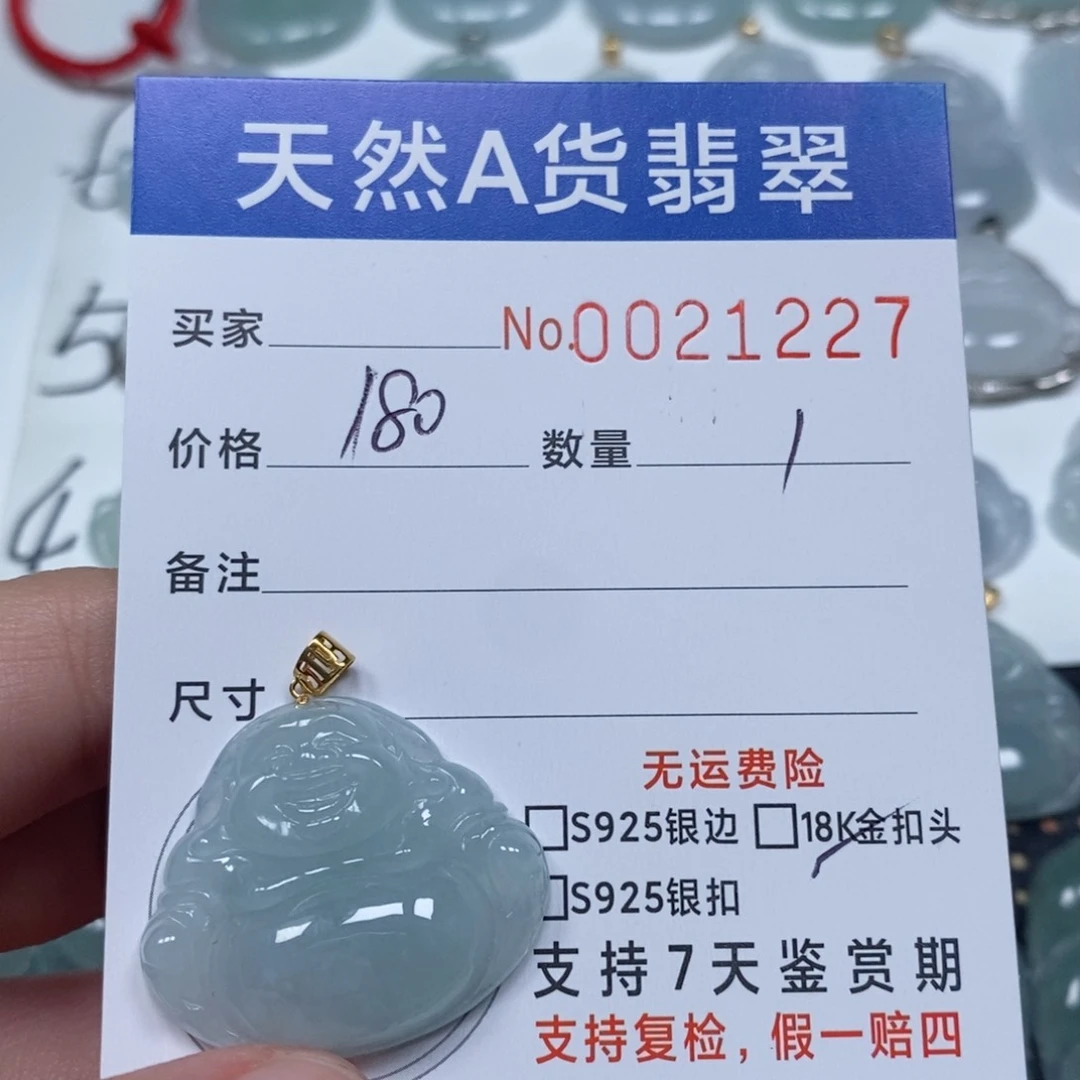 天然A货翡翠
买家 No.0021227
价格 180 数量 1
备注
尺寸
无运费险
S925银边 18K金扣头
S925银扣
支持7天鉴赏期
支持复检，假一赔四
5
4